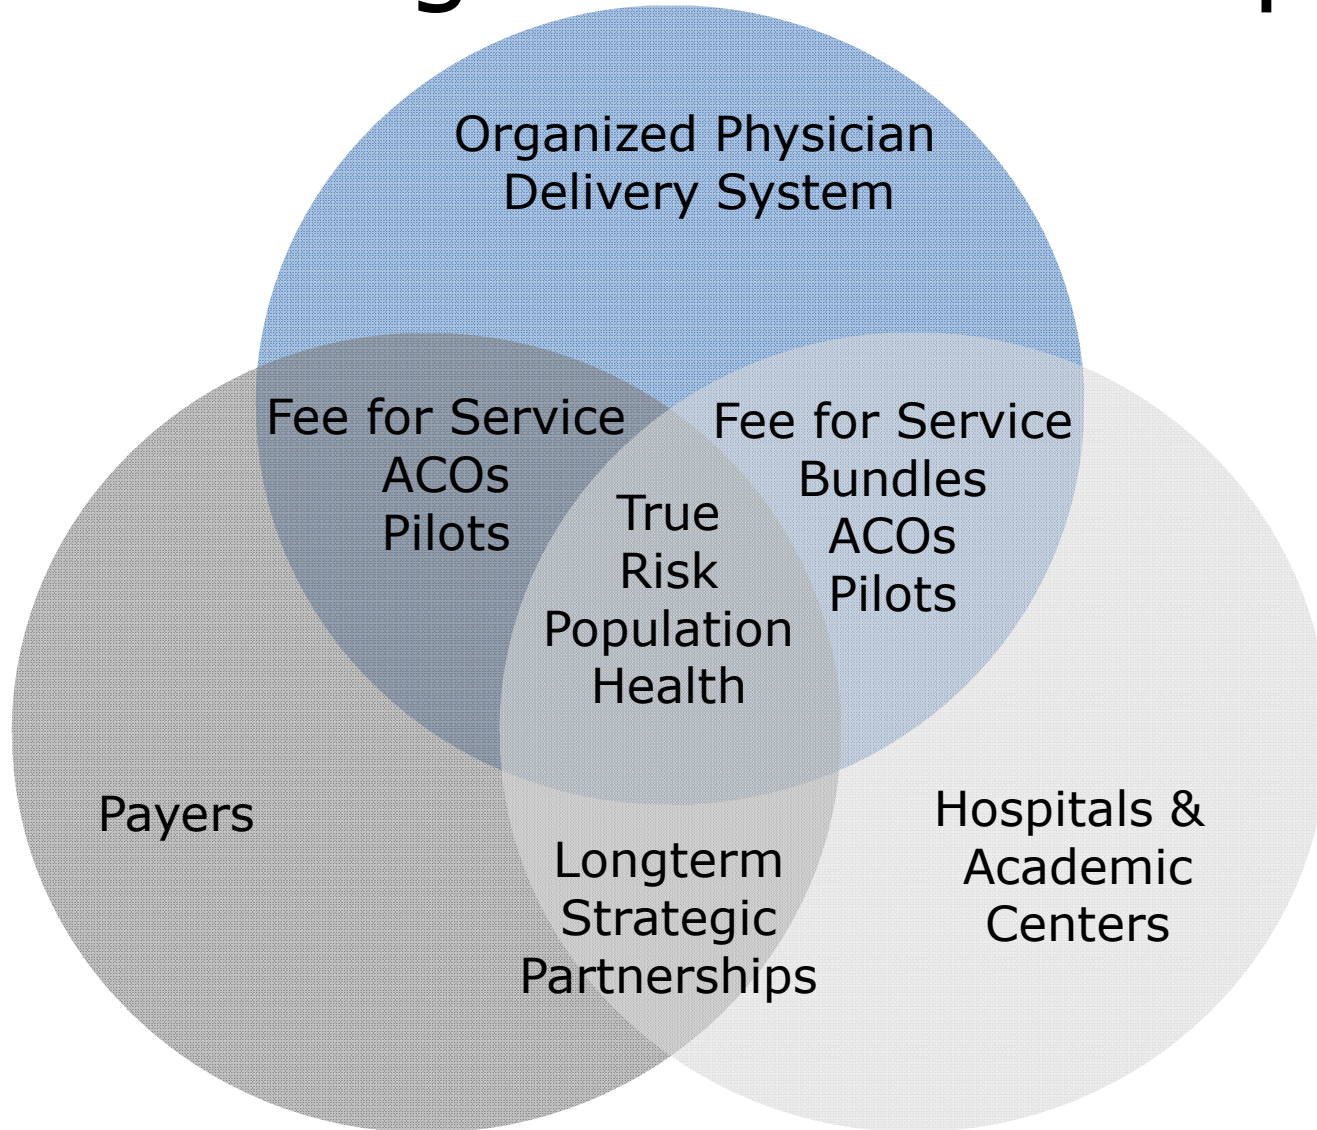 Organized Physician
Delivery System
Fee for Service
ACOs
Pilots
Fee for Service
Bundles
ACOs
Pilots
True
Risk
Population
Health
Payers
Hospitals &
Academic
Centers
Longterm
Strategic
Partnerships